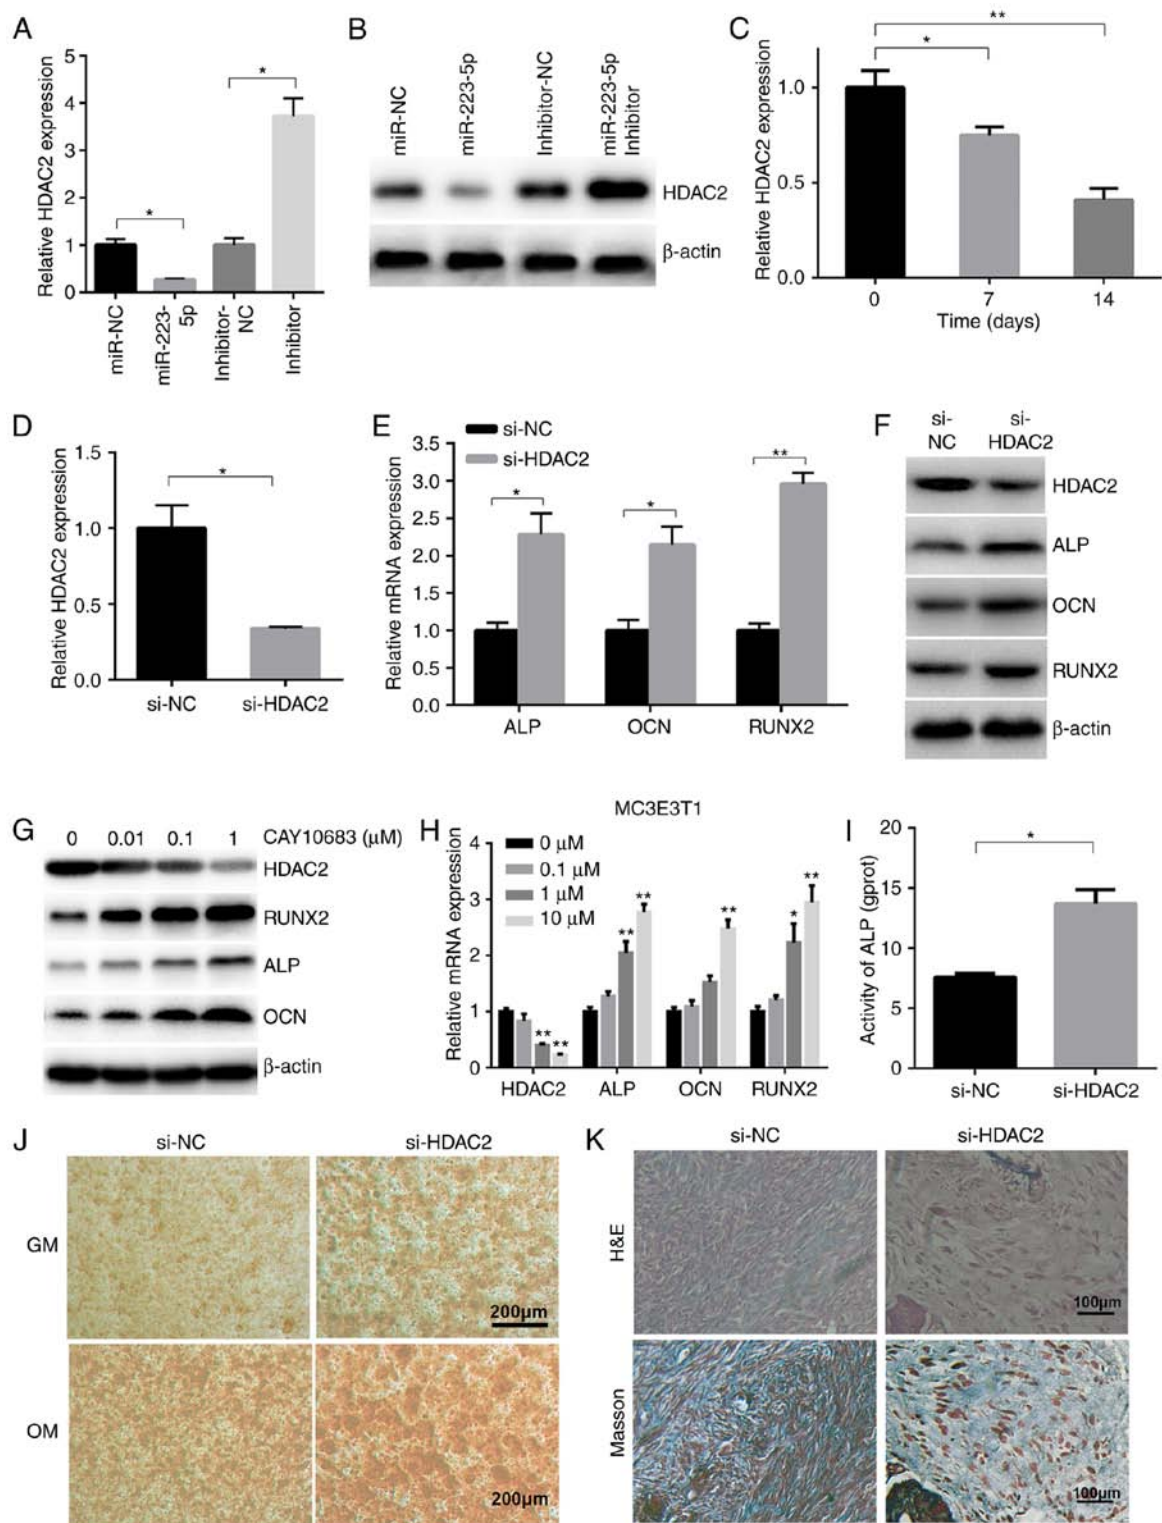 A
Relative HDAC2 expression
5
4
3
2
1
0
*
*
miR-NC
miR-223-
5p
Inhibitor-
NC
Inhibitor
B
miR-NC
miR-223-5p
Inhibitor-NC
miR-223-5p
Inhibitor
HDAC2
β-actin
C
Relative HDAC2 expression
1.0
0.5
0.0
**
*
0 7 14
Time (days)
D
Relative HDAC2 expression
1.5
1.0
0.5
0.0
*
si-NC si-HDAC2
E
si-NC
si-HDAC2
Relative mRNA expression
3.5
3.0
2.5
2.0
1.5
1.0
0.5
0.0
* * **
ALP OCN RUNX2
F
si-
NC
si-
HDAC2
HDAC2
ALP
OCN
RUNX2
β-actin
G
0 0.01 0.1 1 CAY10683 (μM)
HDAC2
RUNX2
ALP
OCN
β-actin
H
MC3E3T1
Relative mRNA expression
4
3
2
1
0
0 μM
0.1 μM
1 μM
10 μM
** **
** **
**
* **
HDAC2 ALP OCN RUNX2
I
Activity of ALP (gprot)
20
15
10
5
0
*
si-NC si-HDAC2
J
si-NC si-HDAC2
GM
200μm
OM
200μm
K
si-NC si-HDAC2
H&E
100μm
Masson
100μm